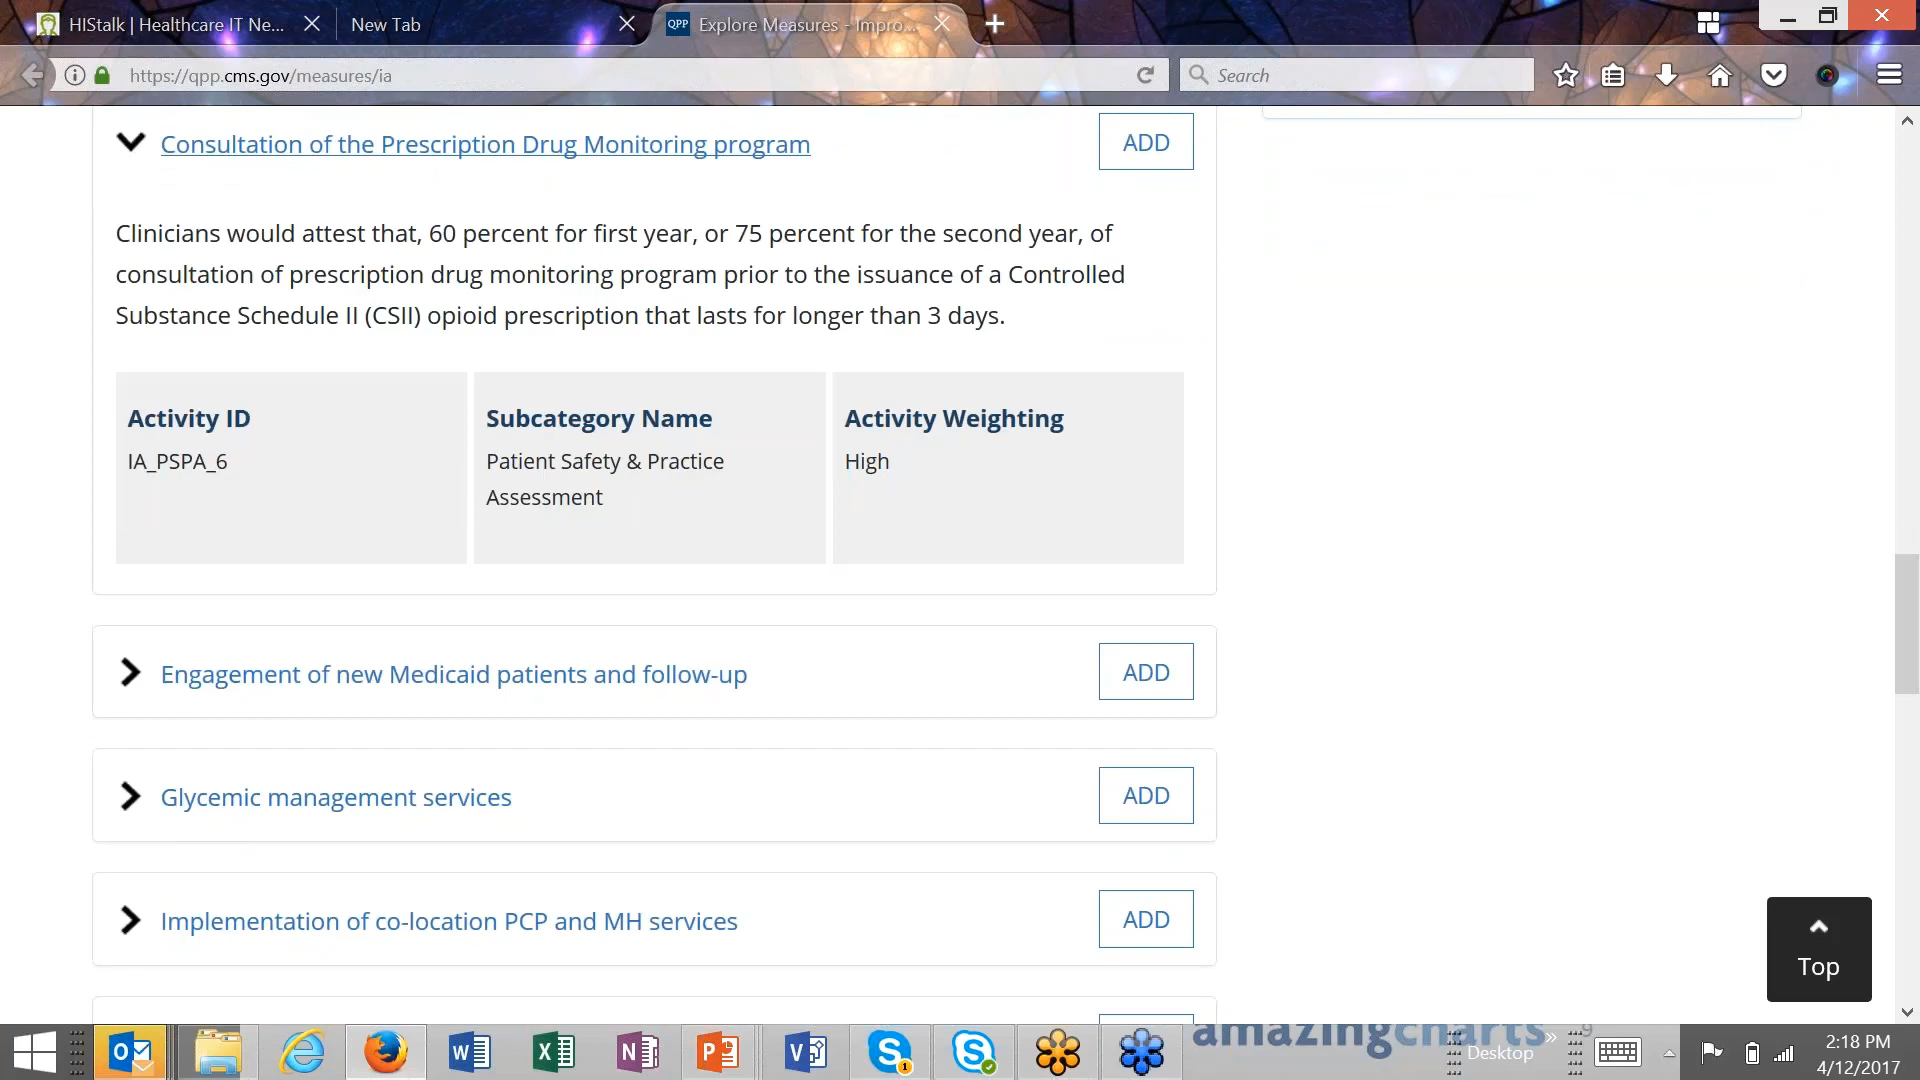 HIStalk | Healthcare IT Ne...
New Tab
QPP Explore Measures - Impro...
https://qpp.cms.gov/measures/ia
Search
Consultation of the Prescription Drug Monitoring program
ADD
Clinicians would attest that, 60 percent for first year, or 75 percent for the second year, of
consultation of prescription drug monitoring program prior to the issuance of a Controlled
Substance Schedule II (CSII) opioid prescription that lasts for longer than 3 days.
Activity ID
IA_PSPA_6
Subcategory Name
Patient Safety & Practice
Assessment
Activity Weighting
High
Engagement of new Medicaid patients and follow-up
ADD
Glycemic management services
ADD
Implementation of co-location PCP and MH services
ADD
Top
amazingcharts
Desktop
2:18 PM
4/12/2017